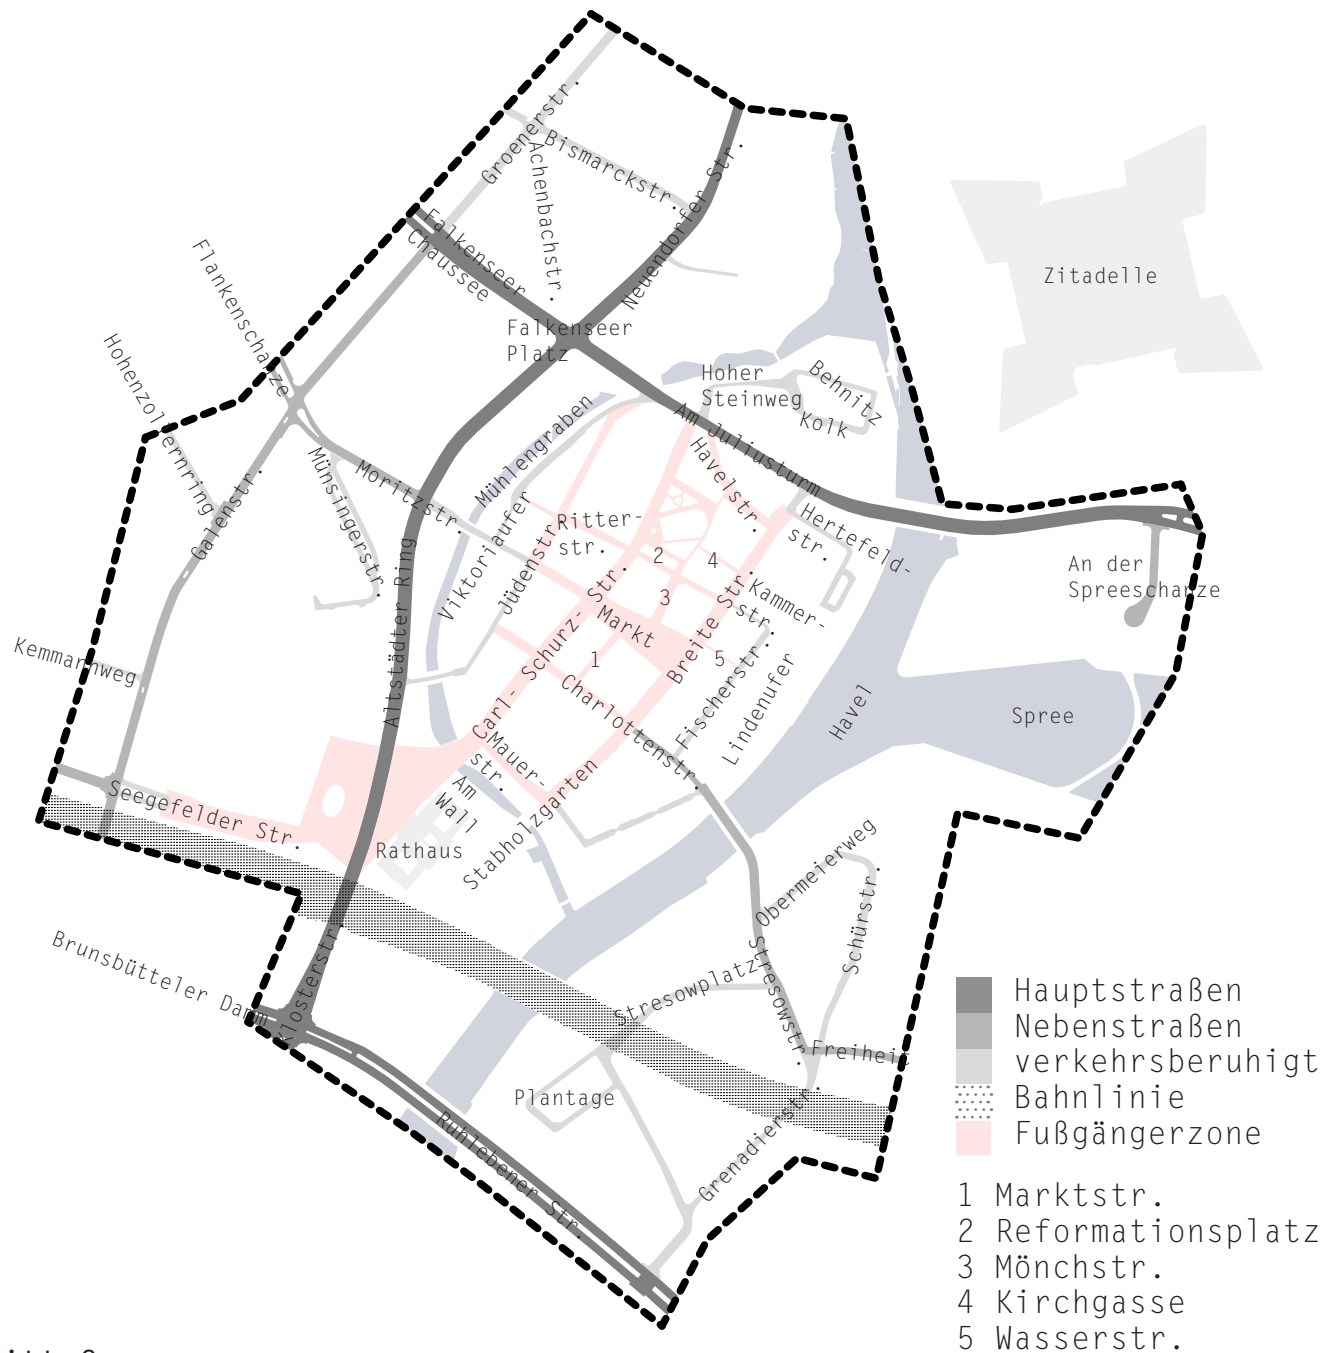 Groenerstr.
Bismarckstr.
Achenbachstr.
Neuendorfer Str.
Falkenseer
Chaussee
Flankenschanze
Zitadelle
Falkenseer
Platz
Hohenzollernring
Hoher
Steinweg
Behnitz
Kolk
Am Juliusturm
Mühlengraben
Havelstr.
Galenstr.
Münsingerstr.
Moritzstr.
Viktoriaufer
Jüdenstr.
Ritter-
str.
Hertefeld-
str.
An der
Spreeschanze
2
4
3
1
5
Altstädter Ring
Carl- Schurz- Str.
Markt
Breite Str.
Kammer-
str.
Fischerstr.
Lindenufer
Kemmannweg
Charlottenstr.
Havel
Spree
Mauer-
str.
Am
Wall
Seegefelder Str.
Rathaus
Stabholzgarten
Obermeierweg
Schürstr.
Brunsbütteler Damm
Klosterstr.
Stresowplatz
Stresowstr.
Freiheit
Plantage
Grenadierstr.
Ruhlebener Str.
Hauptstraßen
Nebenstraßen
verkehrsberuhigt
Bahnlinie
Fußgängerzone
1 Marktstr.
2 Reformationsplatz
3 Mönchstr.
4 Kirchgasse
5 Wasserstr.